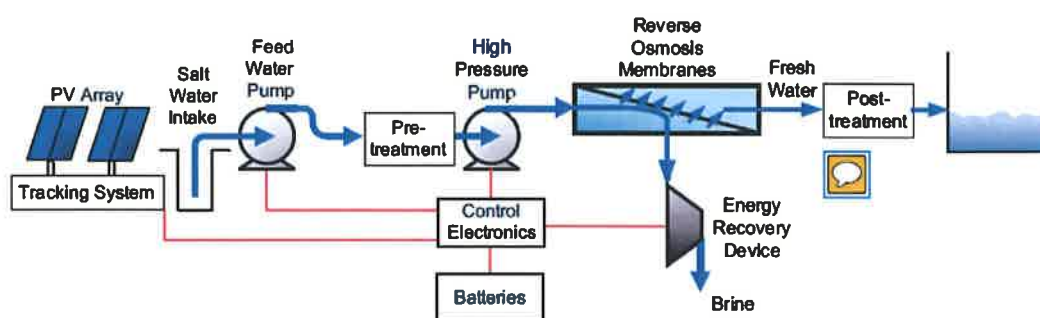 PV Array
Tracking System
Salt
Water
Intake
Feed
Water
Pump
Pre-
treatment
High
Pressure
Pump
Reverse
Osmosis
Membranes
Fresh
Water
Post-
treatment
Control
Electronics
Batteries
Energy
Recovery
Device
Brine